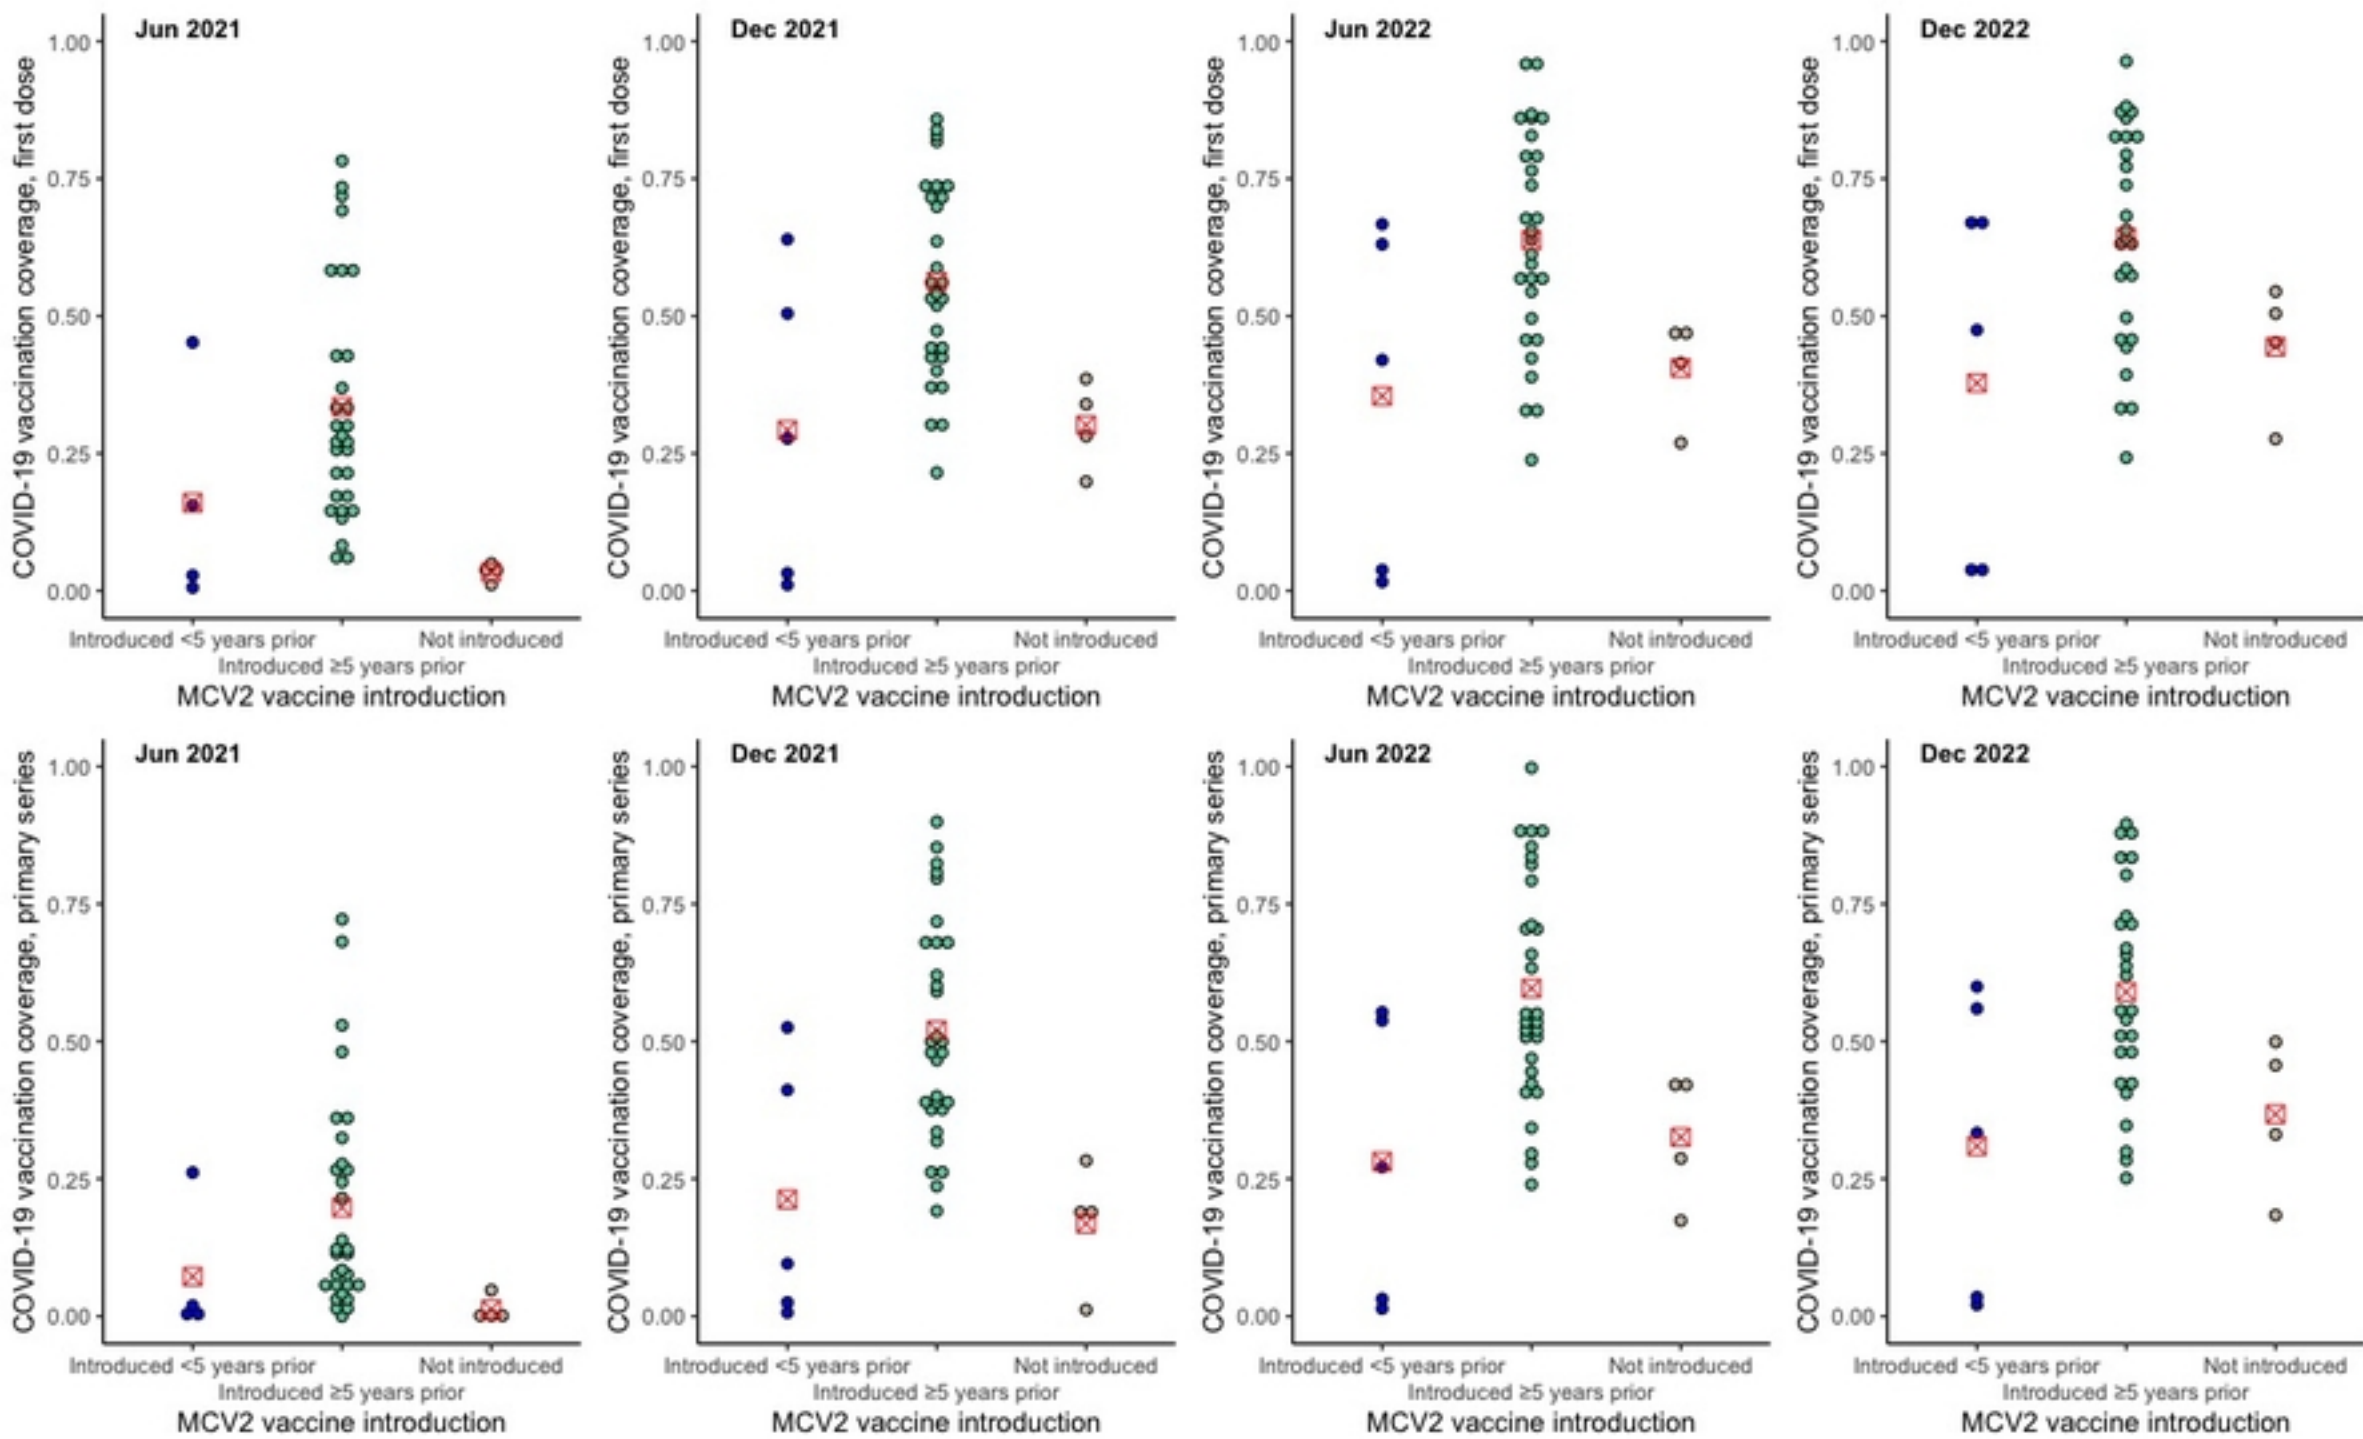 Jun 2021
COVID-19 vaccination coverage, first dose
1.00
0.75
0.50
0.25
0.00
Introduced <5 years prior
Not introduced
Introduced ≥5 years prior
MCV2 vaccine introduction
Dec 2021
COVID-19 vaccination coverage, first dose
1.00
0.75
0.50
0.25
0.00
Introduced <5 years prior
Not introduced
Introduced ≥5 years prior
MCV2 vaccine introduction
Jun 2022
COVID-19 vaccination coverage, first dose
1.00
0.75
0.50
0.25
0.00
Introduced <5 years prior
Not introduced
Introduced ≥5 years prior
MCV2 vaccine introduction
Dec 2022
COVID-19 vaccination coverage, first dose
1.00
0.75
0.50
0.25
0.00
Introduced <5 years prior
Not introduced
Introduced ≥5 years prior
MCV2 vaccine introduction
Jun 2021
COVID-19 vaccination coverage, primary series
1.00
0.75
0.50
0.25
0.00
Introduced <5 years prior
Not introduced
Introduced ≥5 years prior
MCV2 vaccine introduction
Dec 2021
COVID-19 vaccination coverage, primary series
1.00
0.75
0.50
0.25
0.00
Introduced <5 years prior
Not introduced
Introduced ≥5 years prior
MCV2 vaccine introduction
Jun 2022
COVID-19 vaccination coverage, primary series
1.00
0.75
0.50
0.25
0.00
Introduced <5 years prior
Not introduced
Introduced ≥5 years prior
MCV2 vaccine introduction
Dec 2022
COVID-19 vaccination coverage, primary series
1.00
0.75
0.50
0.25
0.00
Introduced <5 years prior
Not introduced
Introduced ≥5 years prior
MCV2 vaccine introduction